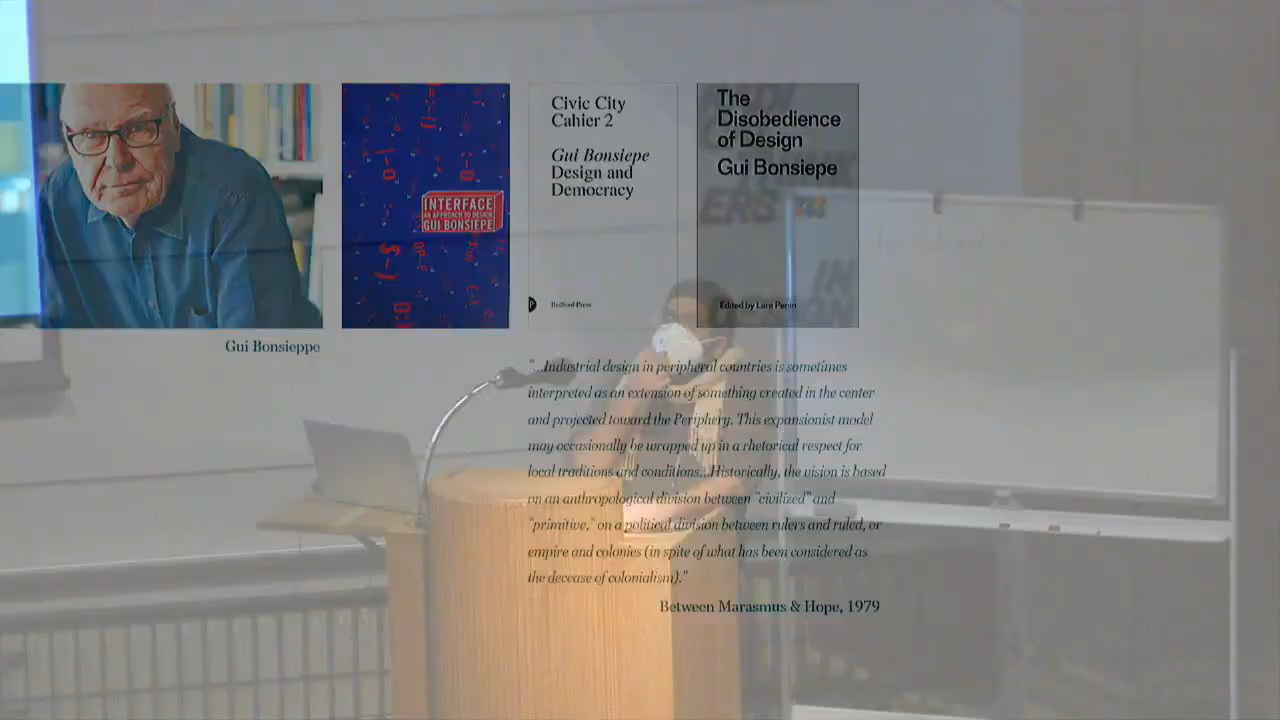 Civic City
Cahier 2
Gui Bonsiepe
Design and
Democracy
Bedford Press
The
Disobedience
of Design
Gui Bonsiepe
Edited by Lara Penin
INTERFACE
AN APPROACH TO DESIGN
GUI BONSIEPE
Gui Bonsieppe
"...Industrial design in peripheral countries is sometimes
interpreted as an extension of something created in the center
and projected toward the Periphery. This expansionist model
may occasionally be wrapped up in a rhetorical respect for
local traditions and conditions...Historically, the vision is based
on an anthropological division between "civilized" and
"primitive," on a political division between rulers and ruled, or
empire and colonies (in spite of what has been considered as
the decease of colonialism)."
Between Marasmus & Hope, 1979